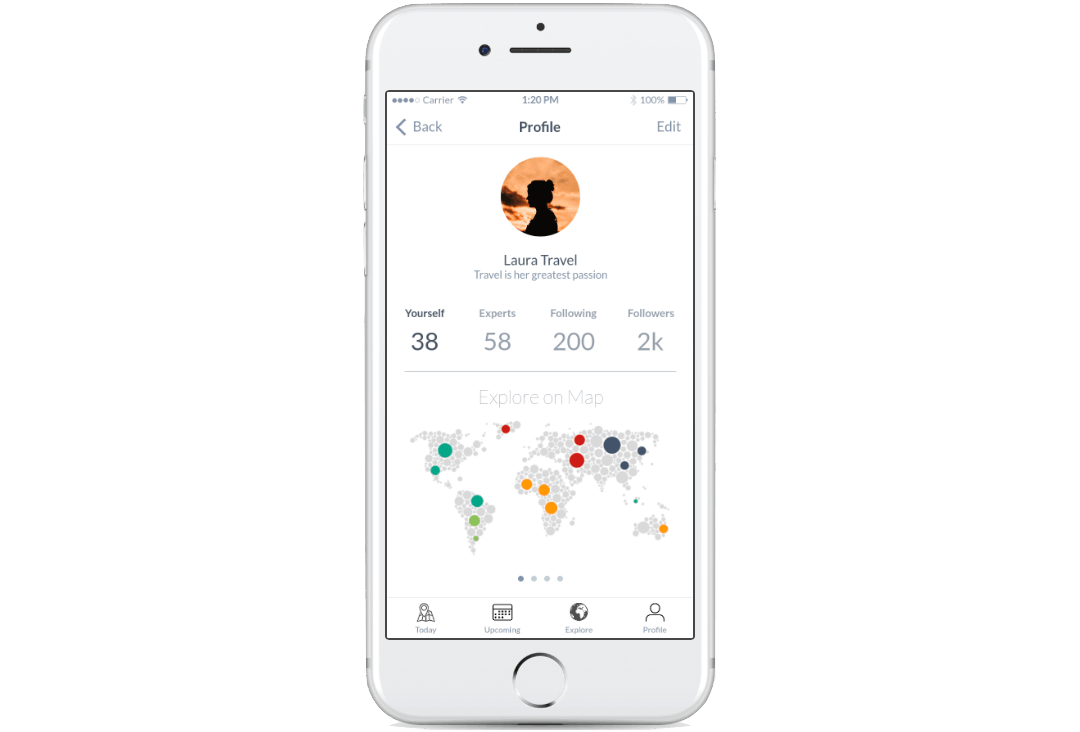 Carrier 1:20 PM 100%
Back Profile Edit
Laura Travel
Travel is her greatest passion
Yourself Experts Following Followers
38 58 200 2k
Explore on Map
Today Upcoming Explore Profile